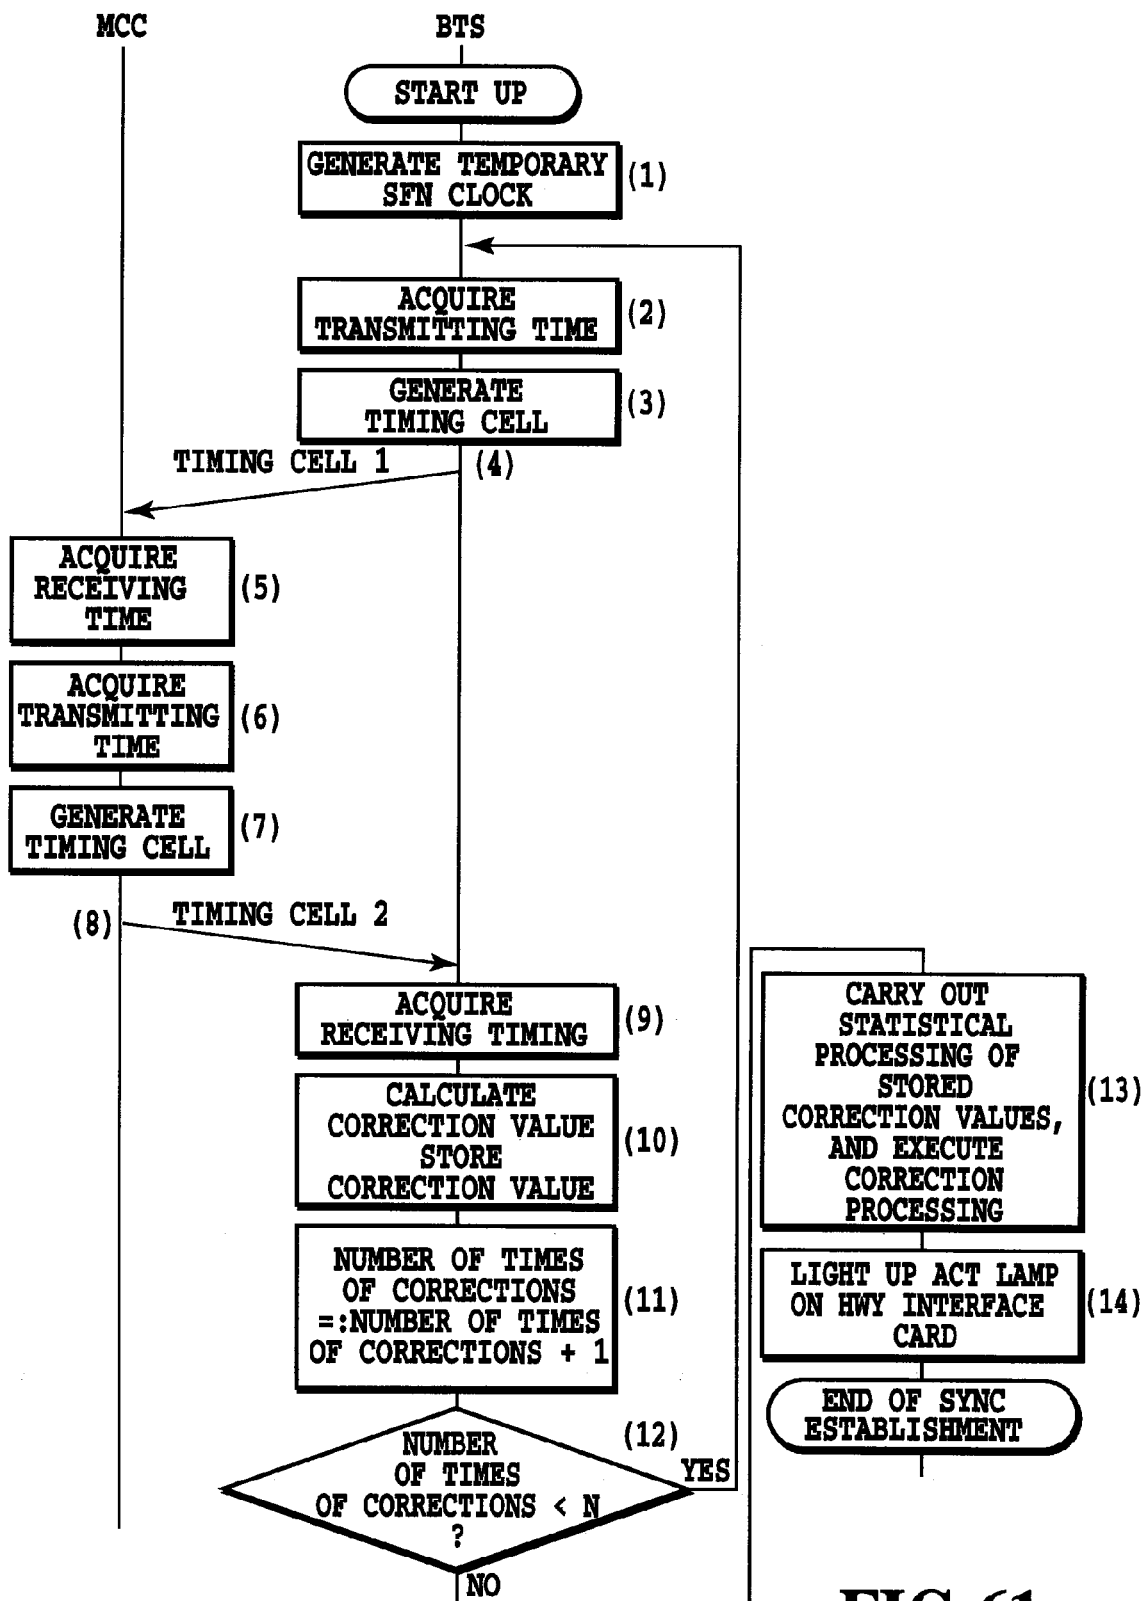 MCC
BTS
START UP
GENERATE TEMPORARY
SFN CLOCK
(1)
ACQUIRE
TRANSMITTING TIME
(2)
GENERATE
TIMING CELL
(3)
TIMING CELL 1
(4)
ACQUIRE
RECEIVING
TIME
(5)
ACQUIRE
TRANSMITTING
TIME
(6)
GENERATE
TIMING CELL
(7)
(8)
TIMING CELL 2
ACQUIRE
RECEIVING TIMING
(9)
CALCULATE
CORRECTION VALUE
STORE
CORRECTION VALUE
(10)
NUMBER OF TIMES
OF CORRECTIONS
=:NUMBER OF TIMES
OF CORRECTIONS + 1
(11)
NUMBER
OF TIMES
OF CORRECTIONS < N
?
(12)
YES
NO
CARRY OUT
STATISTICAL
PROCESSING OF
STORED
CORRECTION VALUES,
AND EXECUTE
CORRECTION
PROCESSING
(13)
LIGHT UP ACT LAMP
ON HWY INTERFACE
CARD
(14)
END OF SYNC
ESTABLISHMENT
FIG. 61